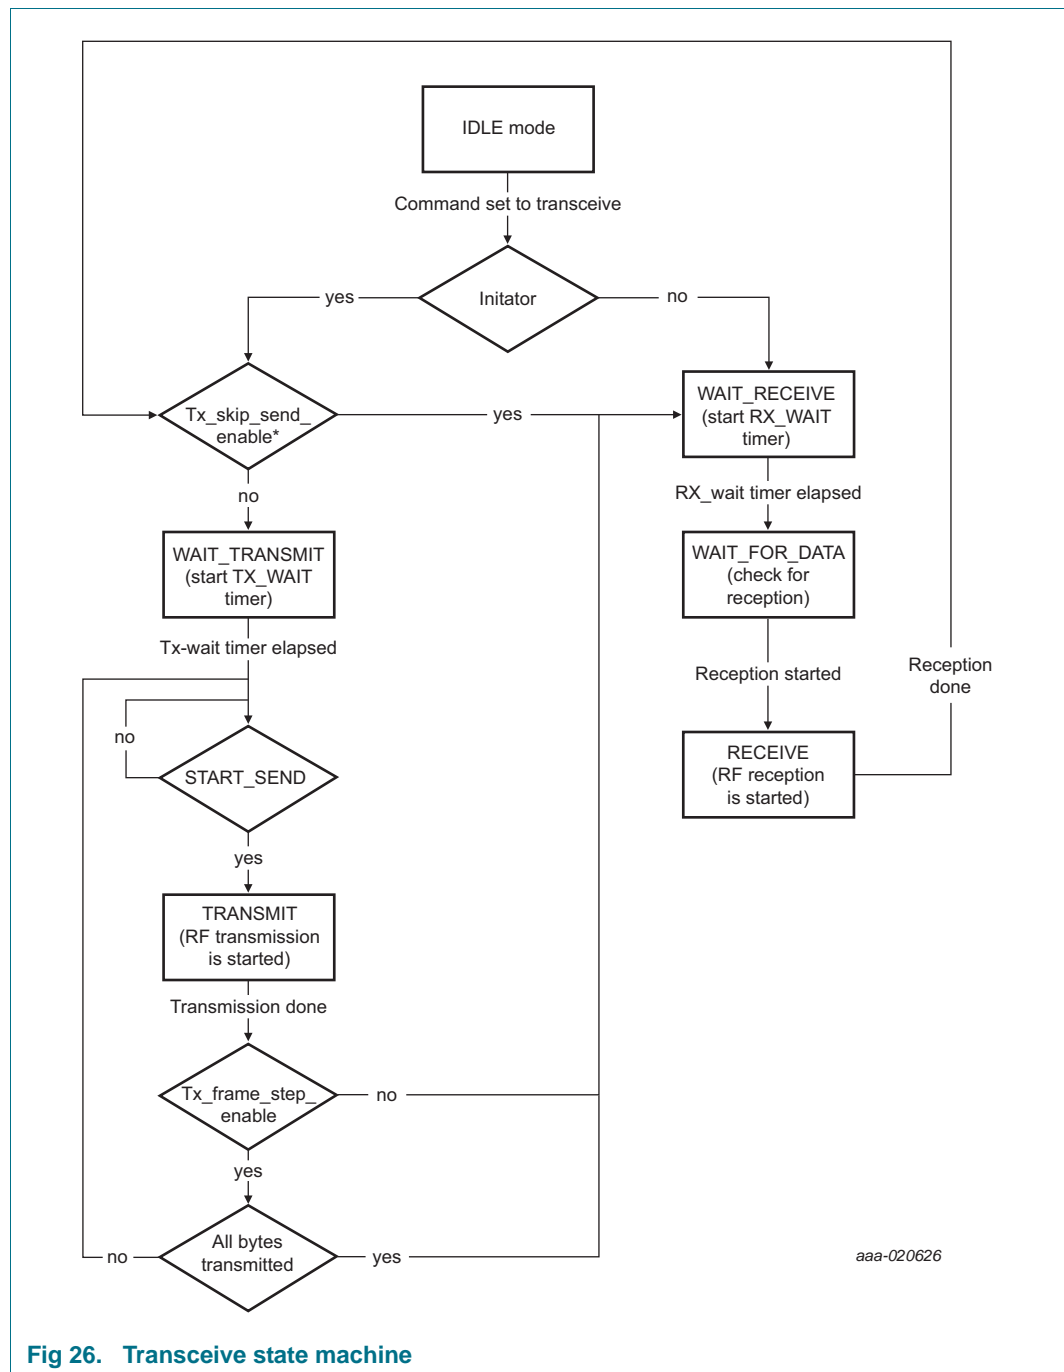 IDLE mode
Command set to transceive
Initator
yes
no
Tx_skip_send_
enable*
yes
no
WAIT_RECEIVE
(start RX_WAIT
timer)
RX_wait timer elapsed
WAIT_TRANSMIT
(start TX_WAIT
timer)
Tx-wait timer elapsed
WAIT_FOR_DATA
(check for
reception)
Reception started
Reception
done
RECEIVE
(RF reception
is started)
no
START_SEND
yes
TRANSMIT
(RF transmission
is started)
Transmission done
Tx_frame_step_
enable
no
yes
All bytes
transmitted
no
yes
aaa-020626
Fig 26. Transceive state machine